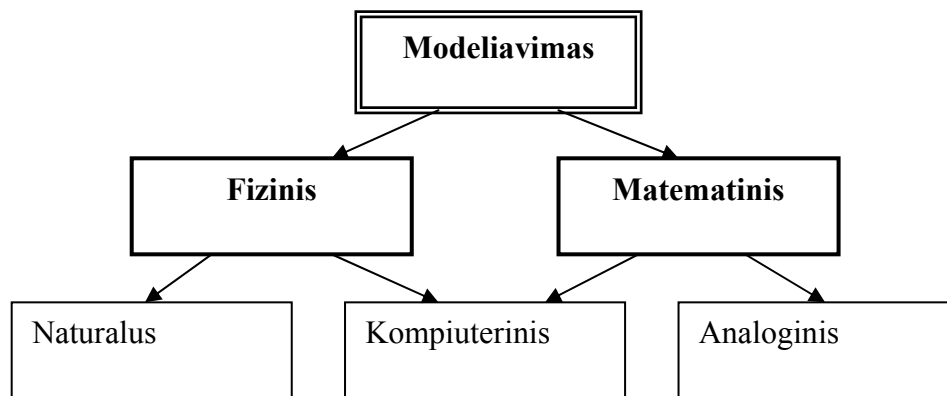 Modeliavimas
Fizinis
Matematinis
Naturalus
Kompiuterinis
Analoginis